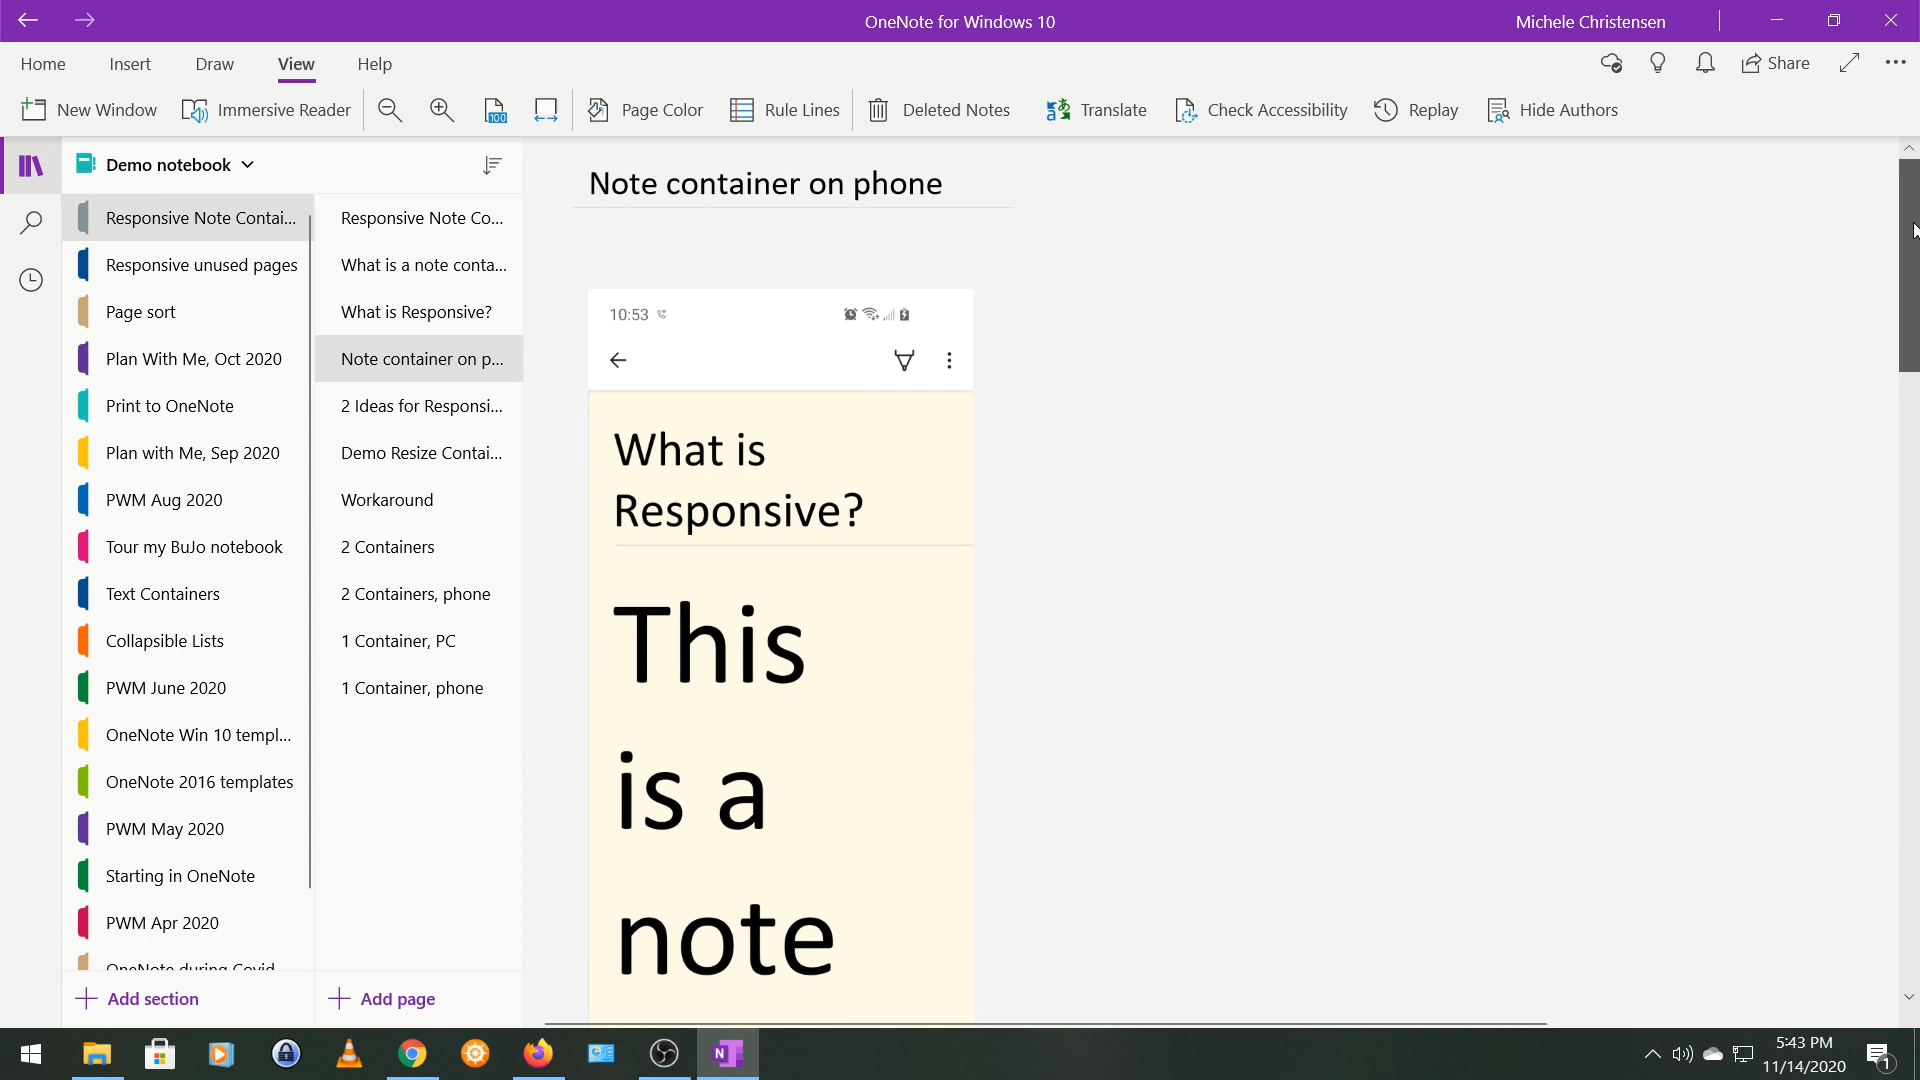 OneNote for Windows 10
Michele Christensen
Home
Insert
Draw
View
Help
Share
New Window
Immersive Reader
100
Page Color
Rule Lines
Deleted Notes
Translate
Check Accessibility
Replay
Hide Authors
Demo notebook
Responsive Note Contai...
Responsive unused pages
Page sort
Plan With Me, Oct 2020
Print to OneNote
Plan with Me, Sep 2020
PWM Aug 2020
Tour my BuJo notebook
Text Containers
Collapsible Lists
PWM June 2020
OneNote Win 10 templ...
OneNote 2016 templates
PWM May 2020
Starting in OneNote
PWM Apr 2020
OneNote during Covid
Add section
Responsive Note Co...
What is a note conta...
What is Responsive?
Note container on p...
2 Ideas for Responsi...
Demo Resize Contai...
Workaround
2 Containers
2 Containers, phone
1 Container, PC
1 Container, phone
Add page
Note container on phone
10:53
What is
Responsive?
This
is a
note
N
5:43 PM
11/14/2020
1